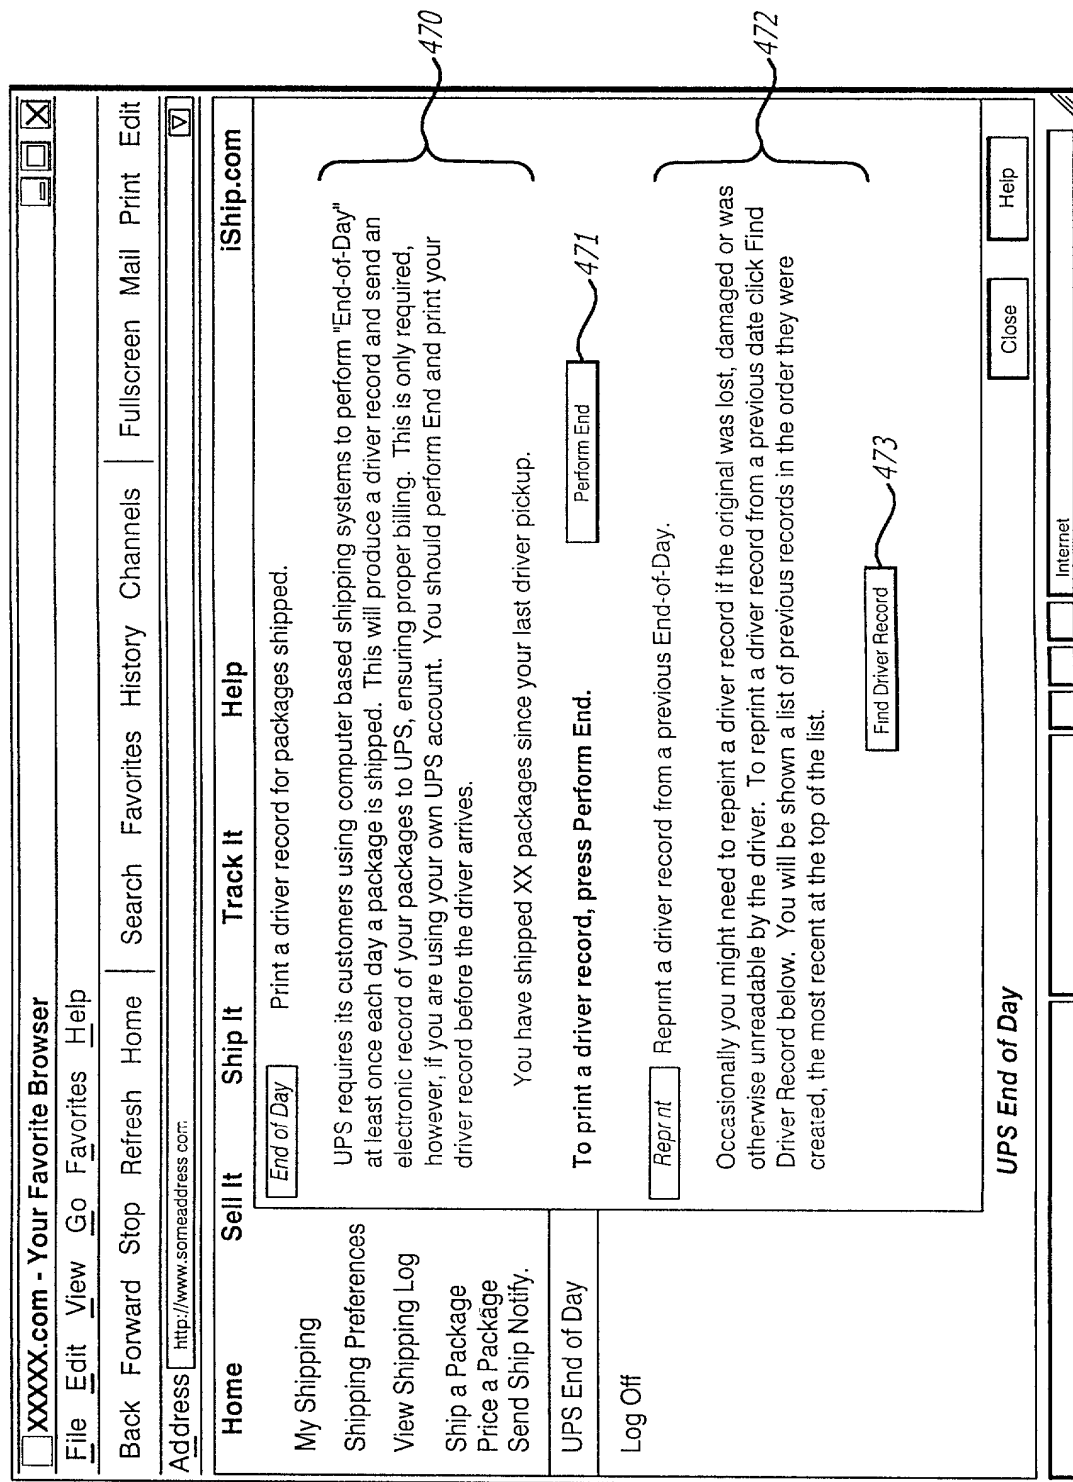 XXXXX.com - Your Favorite Browser
File Edit View Go Favorites Help
Back Forward Stop Refresh Home Search Favorites History Channels Fullscreen Mail Print Edit
Address http://www.someaddress.com
Home Sell It Ship It Track It Help iShip.com
My Shipping
Shipping Preferences
View Shipping Log
Ship a Package
Price a Package
Send Ship Notify.
UPS End of Day
Log Off
End of Day Print a driver record for packages shipped.
UPS requires its customers using computer based shipping systems to perform "End-of-Day"
at least once each day a package is shipped. This will produce a driver record and send an
electronic record of your packages to UPS, ensuring proper billing. This is only required,
however, if you are using your own UPS account. You should perform End and print your
driver record before the driver arrives.
470
You have shipped XX packages since your last driver pickup.
To print a driver record, press Perform End. Perform End 471
Repr nt Reprint a driver record from a previous End-of-Day.
Occasionally you might need to repeint a driver record if the original was lost, damaged or was
otherwise unreadable by the driver. To reprint a driver record from a previous date click Find
Driver Record below. You will be shown a list of previous records in the order they were
created, the most recent at the top of the list.
472
Find Driver Record 473
UPS End of Day Close Help
Internet